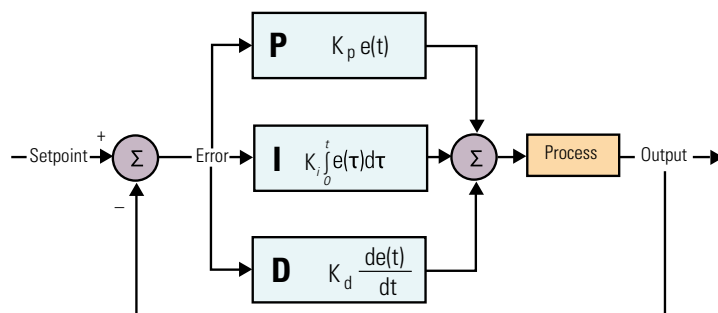 P K_p e(t)
+
Setpoint Σ Error I K_i ∫_0^t e(τ)dτ Σ Process Output
−
D K_d de(t)/dt